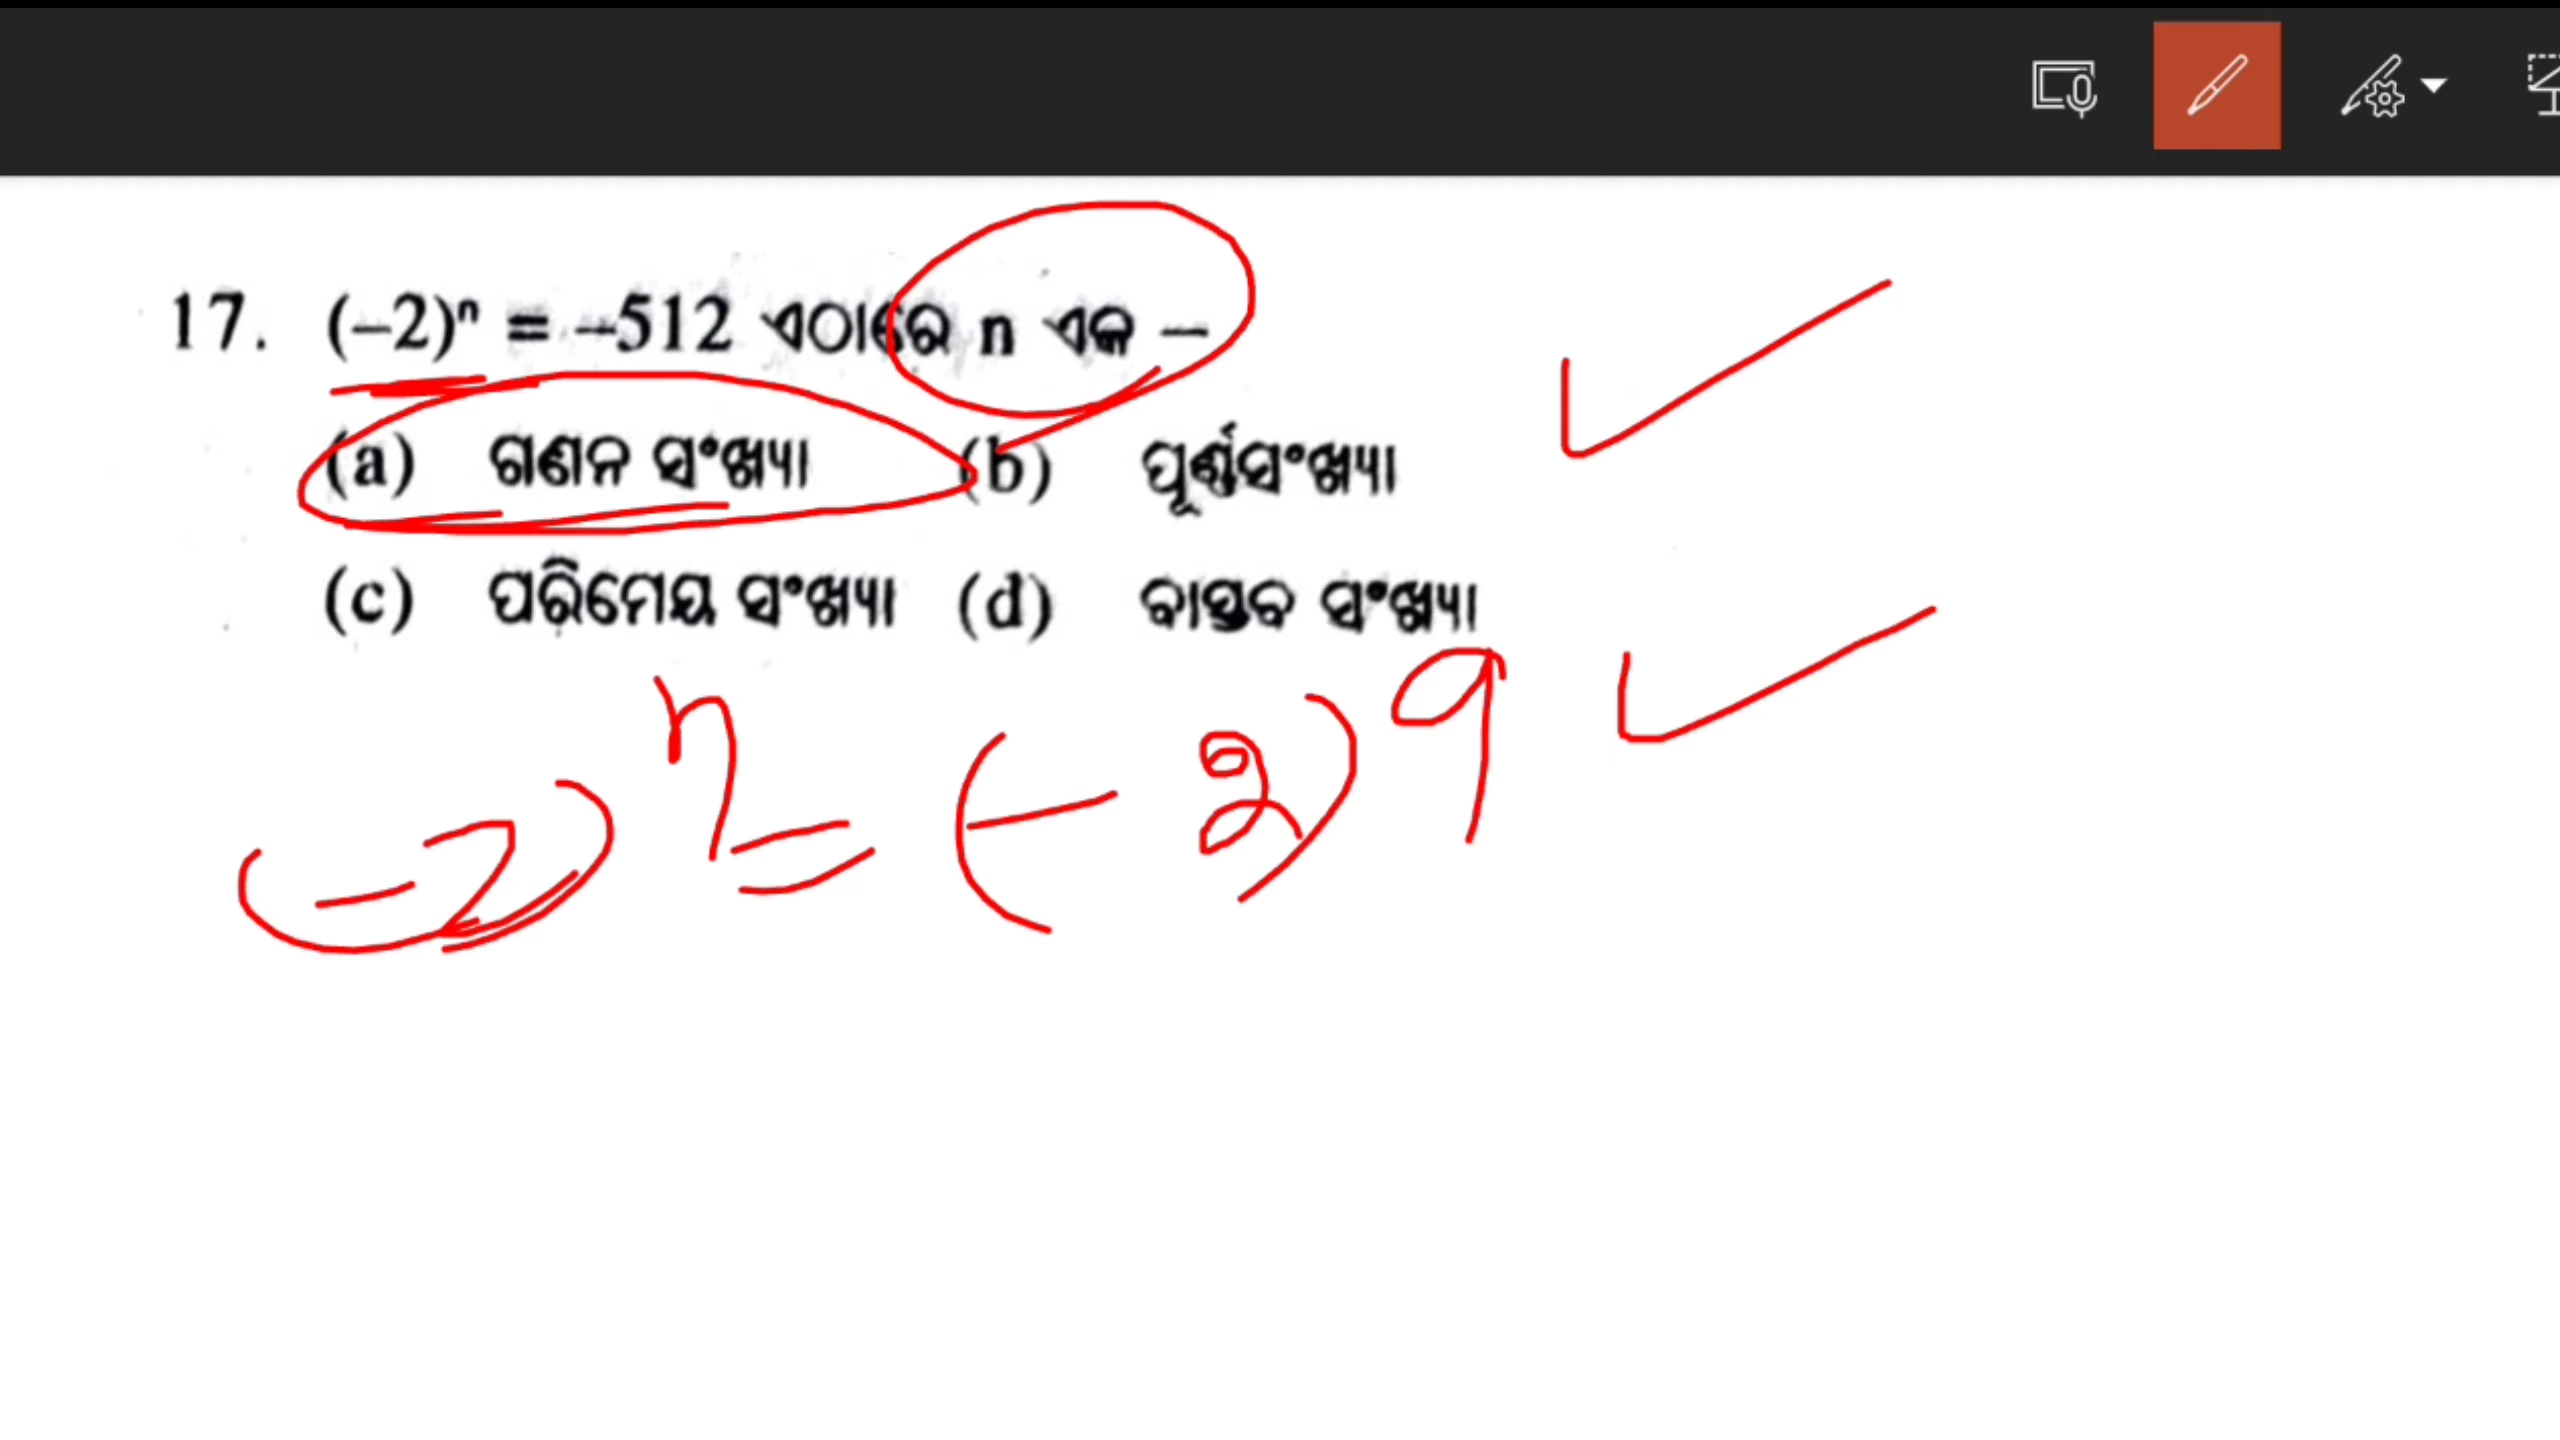 17. (–2)ⁿ = –512 ଏଠାରେ n ଏକ –
(a) ଗଣନ ସଂଖ୍ୟା (b) ପୂର୍ଣ୍ଣସଂଖ୍ୟା
(c) ପରିମେୟ ସଂଖ୍ୟା (d) ବାସ୍ତବ ସଂଖ୍ୟା
(–2)ⁿ = (–2)⁹